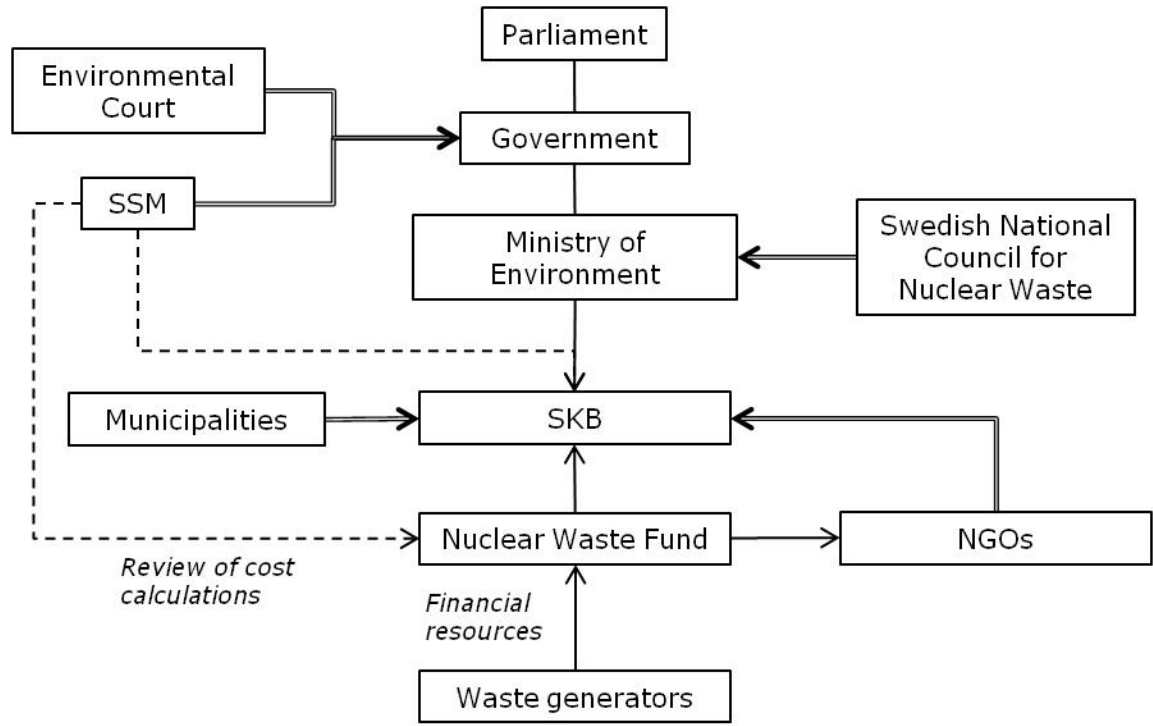 Parliament
Environmental
Court
Government
SSM
Ministry of
Environment
Swedish National
Council for
Nuclear Waste
Municipalities
SKB
Nuclear Waste Fund
NGOs
Review of cost
calculations
Financial
resources
Waste generators